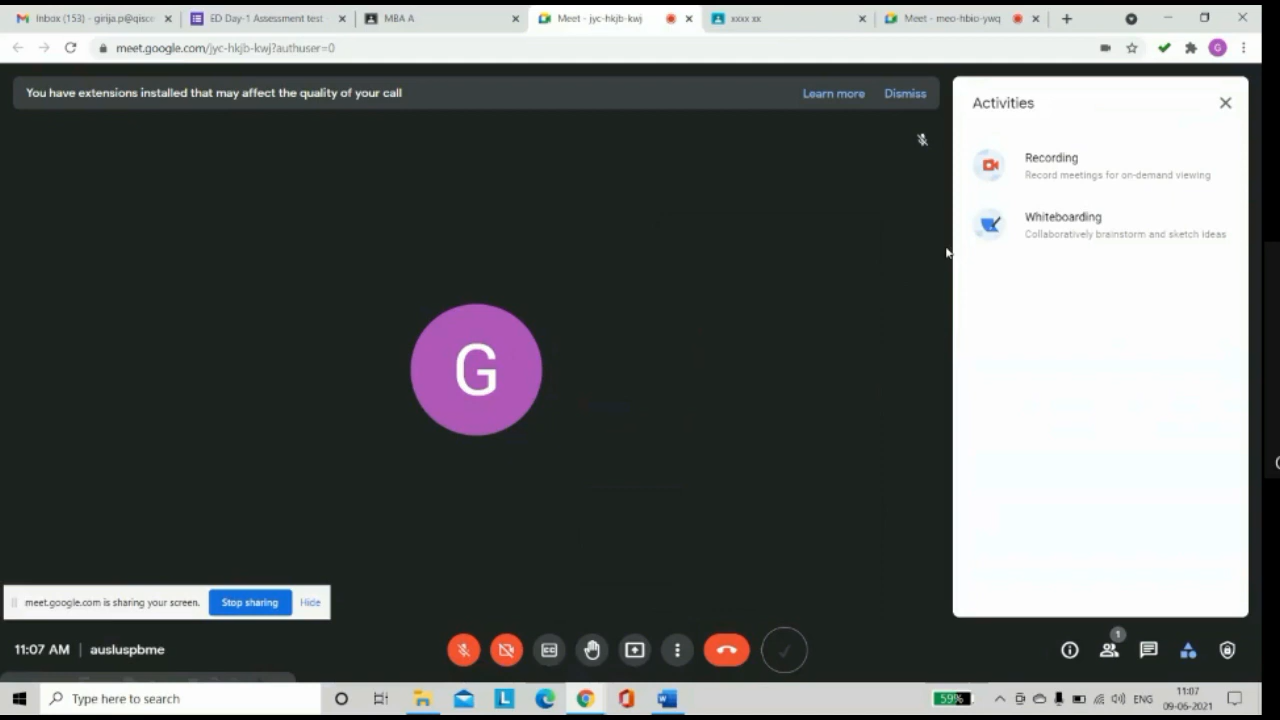 Inbox (153) - girija.p@qisce
ED Day-1 Assessment test
MBA A
Meet - jyc-hkjb-kwj
xxxx xx
Meet - meo-hbio-ywq
meet.google.com/jyc-hkjb-kwj?authuser=0
G
You have extensions installed that may affect the quality of your call
Learn more
Dismiss
Activities
Recording
Record meetings for on-demand viewing
Whiteboarding
Collaboratively brainstorm and sketch ideas
G
meet.google.com is sharing your screen.
Stop sharing
Hide
11:07 AM | ausluspbme
CC
1
Type here to search
L
59%
ENG
11:07
09-06-2021